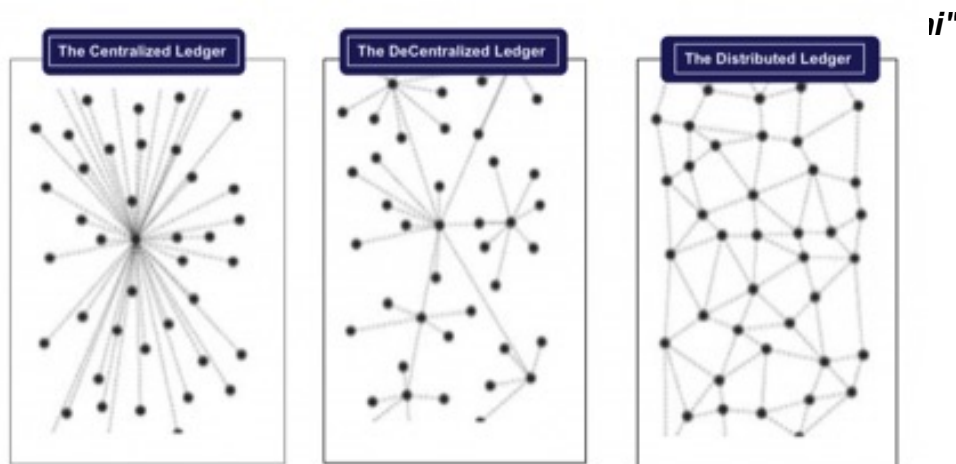 The Centralized Ledger
The DeCentralized Ledger
The Distributed Ledger